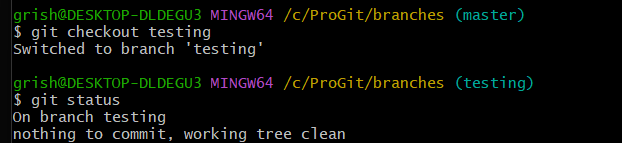 grish@DESKTOP-DLDEGU3 MINGW64 /c/ProGit/branches (master)
$ git checkout testing
Switched to branch 'testing'
grish@DESKTOP-DLDEGU3 MINGW64 /c/ProGit/branches (testing)
$ git status
On branch testing
nothing to commit, working tree clean